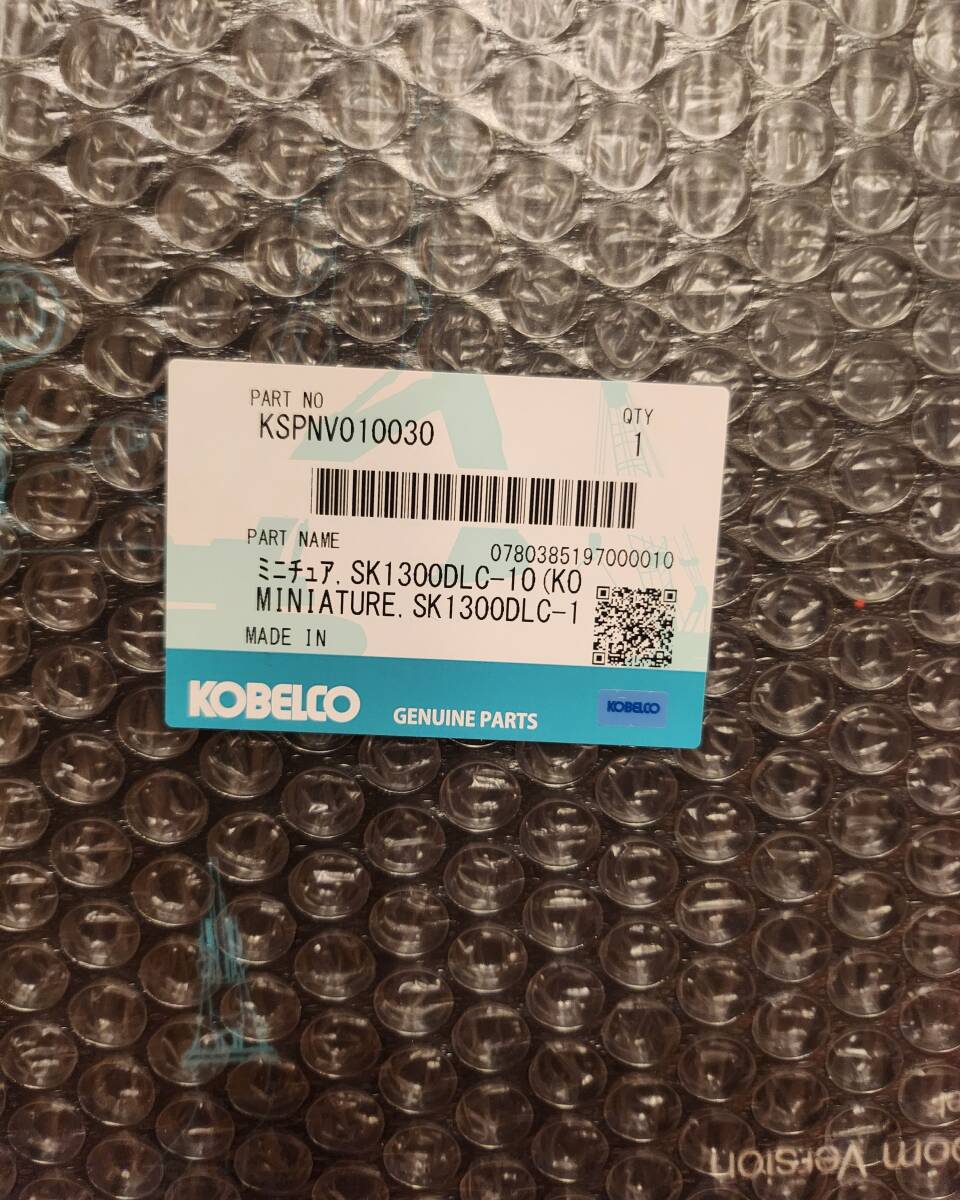 PART NO
KSPNV010030
QTY
1
PART NAME
0780385197000010
ミニチュア. SK1300DLC-10(KO
MINIATURE. SK1300DLC-1
MADE IN
KOBELCO
GENUINE PARTS
KOBELCO
Version